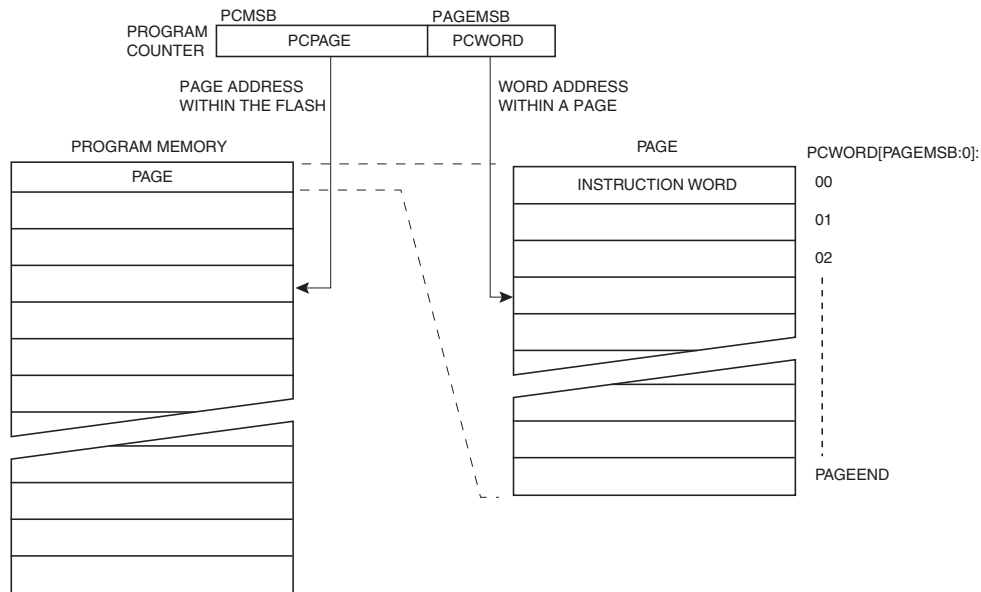 PCMSB
PAGEMSB
PROGRAM
COUNTER
PCPAGE
PCWORD
PAGE ADDRESS
WITHIN THE FLASH
WORD ADDRESS
WITHIN A PAGE
PROGRAM MEMORY
PAGE
PAGE
INSTRUCTION WORD
PCWORD[PAGEMSB:0]:
00
01
02
PAGEEND